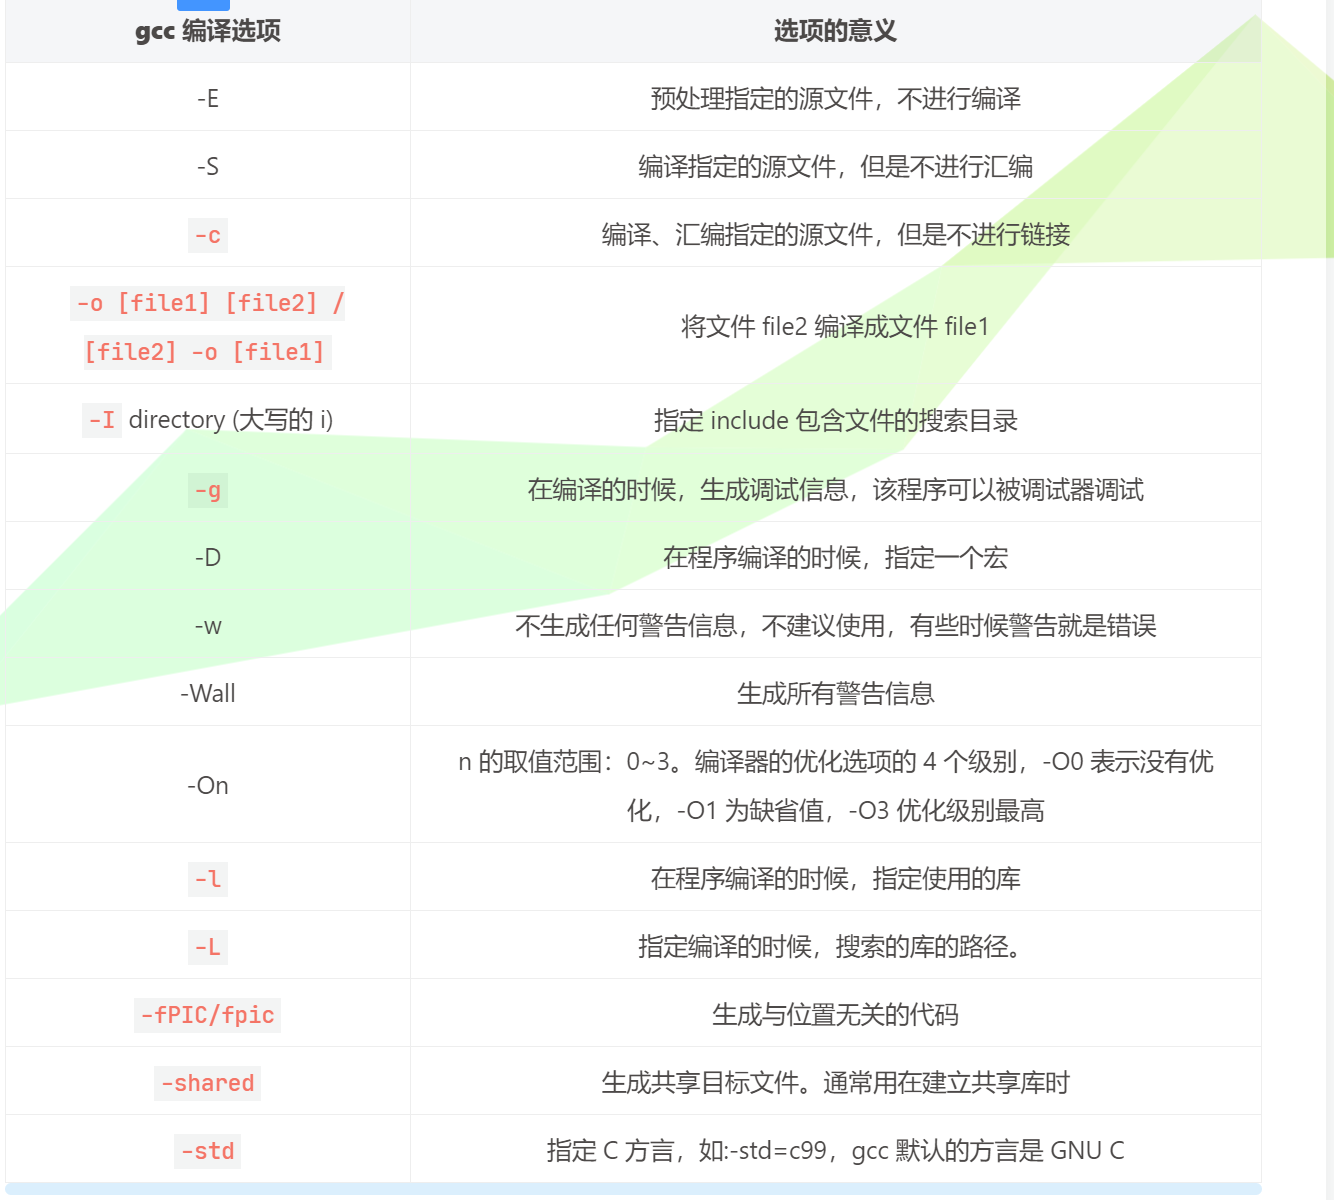 gcc 编译选项 选项的意义
-E 预处理指定的源文件，不进行编译
-S 编译指定的源文件，但是不进行汇编
-c 编译、汇编指定的源文件，但是不进行链接
-o [file1] [file2] /
[file2] -o [file1]
将文件 file2 编译成文件 file1
-I directory (大写的 i) 指定 include 包含文件的搜索目录
-g 在编译的时候，生成调试信息，该程序可以被调试器调试
-D 在程序编译的时候，指定一个宏
-w 不生成任何警告信息，不建议使用，有些时候警告就是错误
-Wall 生成所有警告信息
-On
n 的取值范围：0~3。编译器的优化选项的 4 个级别，-O0 表示没有优
化，-O1 为缺省值，-O3 优化级别最高
-l 在程序编译的时候，指定使用的库
-L 指定编译的时候，搜索的库的路径。
-fPIC/fpic 生成与位置无关的代码
-shared 生成共享目标文件。通常用在建立共享库时
-std 指定 C 方言，如:-std=c99，gcc 默认的方言是 GNU C